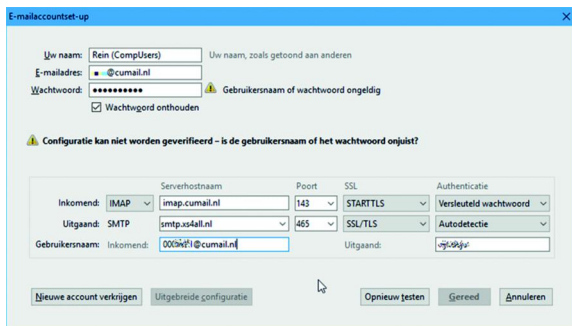 E-mailaccountset-up
Uw naam: Rein (CompUsers) Uw naam, zoals getoond aan anderen
E-mailadres: @cumail.nl
Wachtwoord: •••••••••• Gebruikersnaam of wachtwoord ongeldig
Wachtwoord onthouden
Configuratie kan niet worden geverifieerd – is de gebruikersnaam of het wachtwoord onjuist?
Serverhostnaam Poort SSL Authenticatie
Inkomend: IMAP imap.cumail.nl 143 STARTTLS Versleuteld wachtwoord
Uitgaand: SMTP smtp.xs4all.nl 465 SSL/TLS Autodetectie
Gebruikersnaam: Inkomend: @cumail.nl Uitgaand:
Nieuwe account verkrijgen Uitgebreide configuratie Opnieuw testen Gereed Annuleren